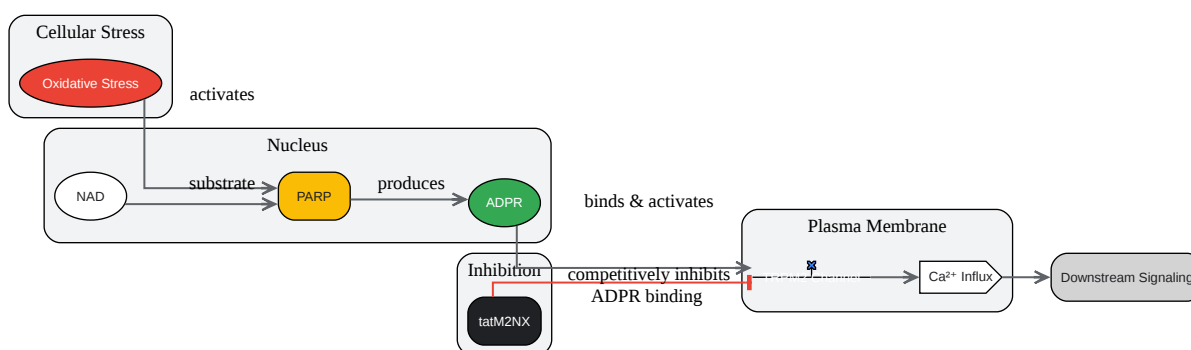 Cellular Stress
Oxidative Stress
activates
Nucleus
NAD
substrate
PARP
produces
ADPR
binds & activates
Plasma Membrane
Inhibition
competitively inhibits
ADPR binding
tatM2NX
Ca²⁺ Influx
Downstream Signaling